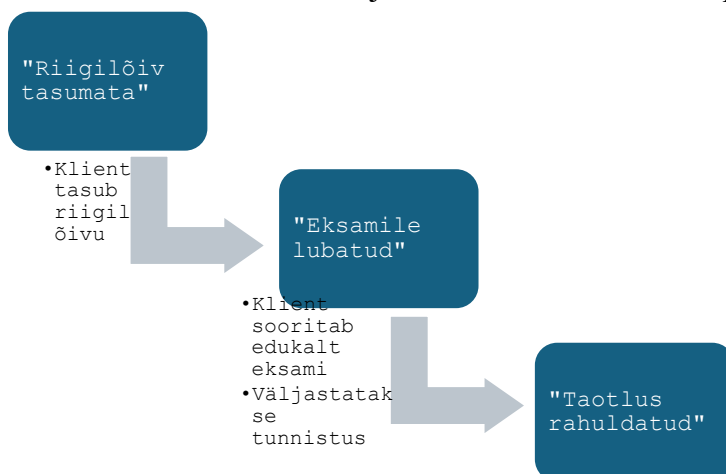 "Riigilõiv
tasumata"
•Klient
tasub
riigil
õivu
"Eksamile
lubatud"
•Klient
sooritab
edukalt
eksami
•Väljastatak
se
tunnistus
"Taotlus
rahuldatud"